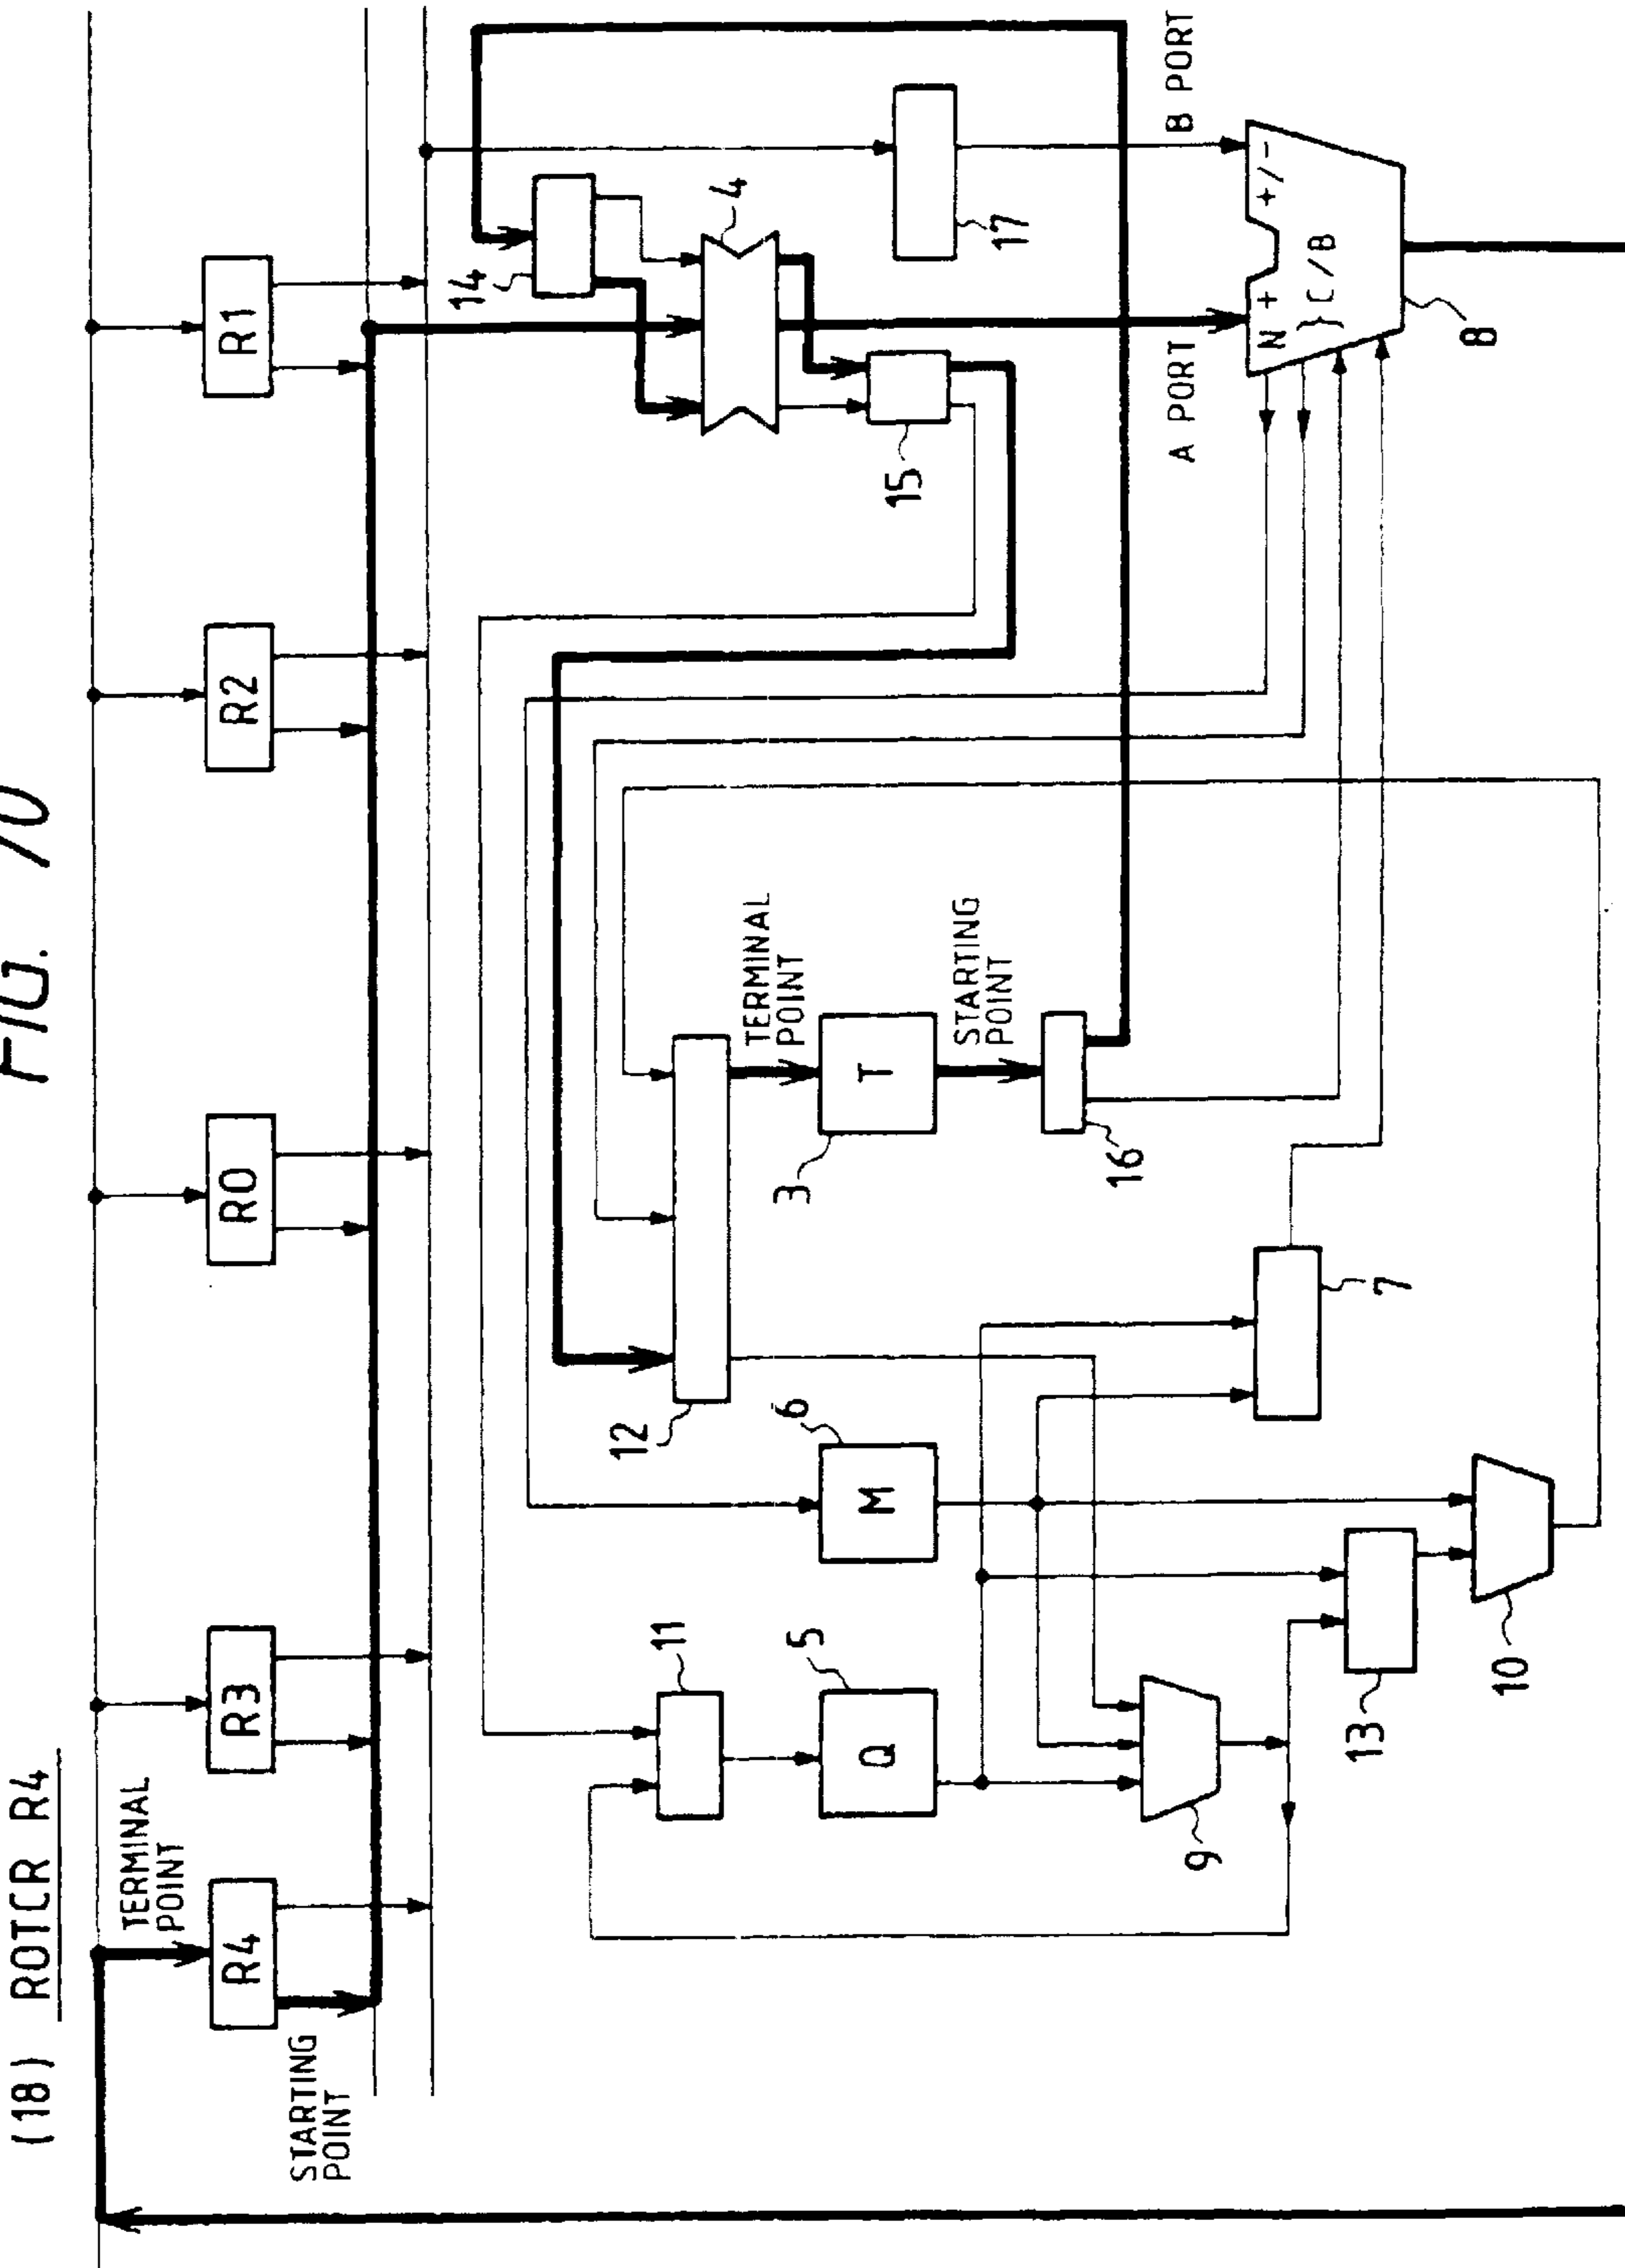 FIG. 70
(18) ROTCR R4
TERMINAL
POINT
R4
STARTING
POINT
R3
R0
R2
R1
14
4
15
17
A PORT
B PORT
N + +/-
} C/B
8
12
TERMINAL
POINT
3
T
STARTING
POINT
16
6
M
7
11
5
Q
9
13
10